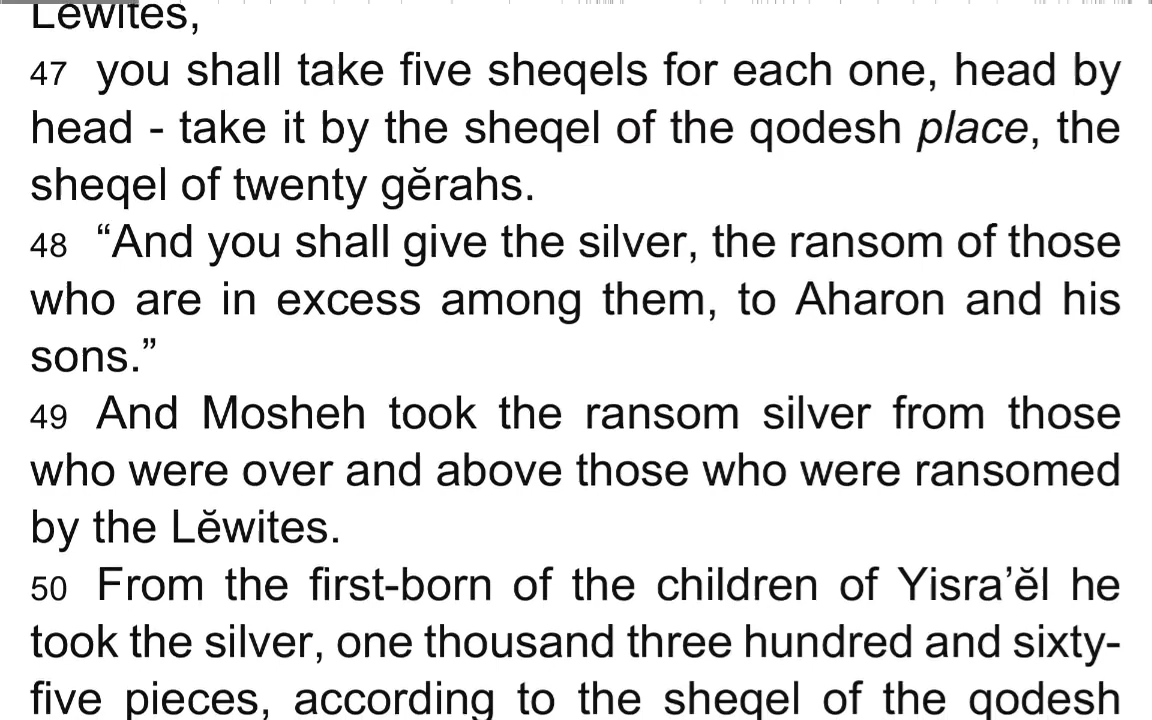 Lĕwites,
47 you shall take five sheqels for each one, head by
head - take it by the sheqel of the qodesh place, the
sheqel of twenty gĕrahs.
48 “And you shall give the silver, the ransom of those
who are in excess among them, to Aharon and his
sons.”
49 And Mosheh took the ransom silver from those
who were over and above those who were ransomed
by the Lĕwites.
50 From the first-born of the children of Yisra’ĕl he
took the silver, one thousand three hundred and sixty-
five pieces, according to the sheqel of the qodesh